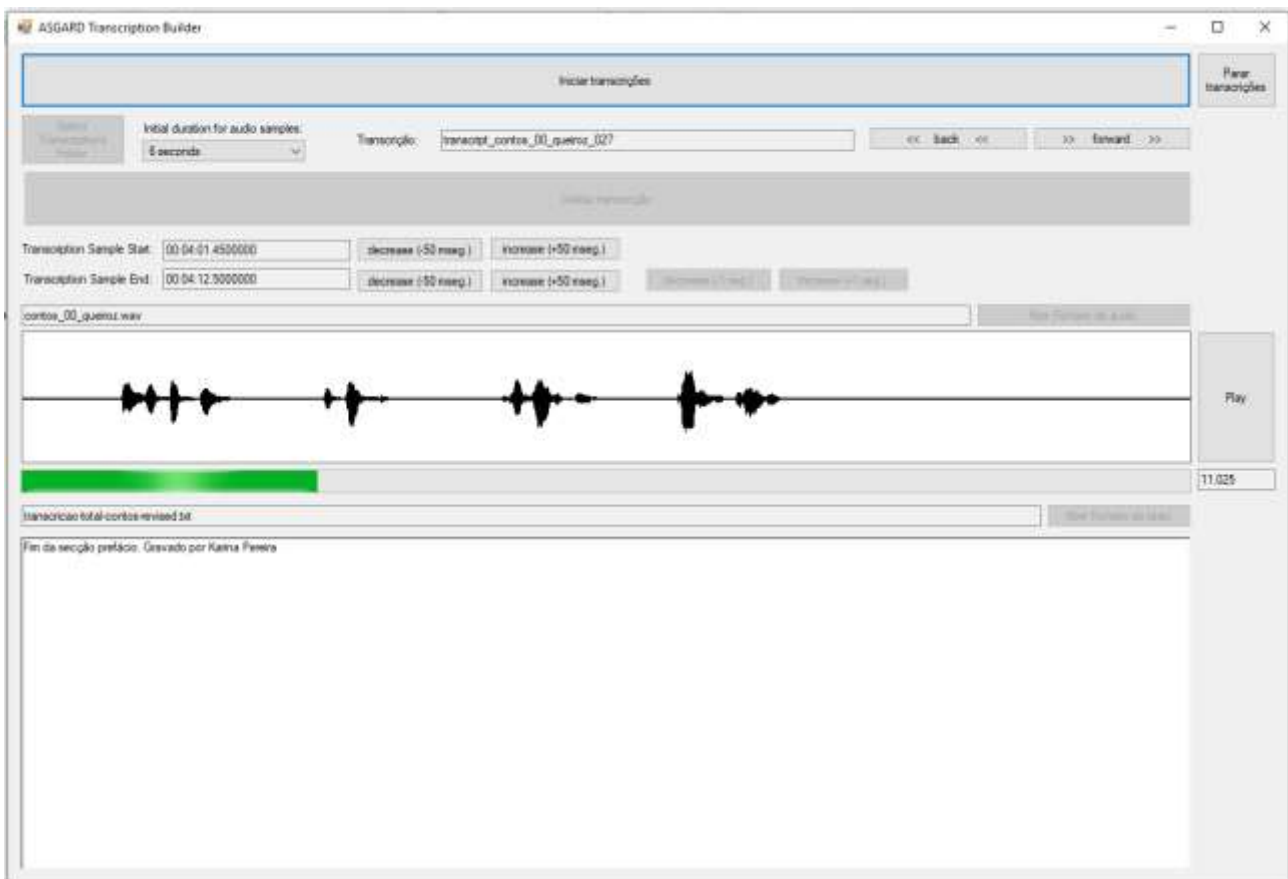 ASGARD Transcription Builder
Iniciar transcrições
Parar
transcrições
Initial duration for audio samples:
6 seconds
Transcrição:
transcript_contos_00_queiroz_027
<< back <<
>> forward >>
Transcription Sample Start:
00:04:01.4500000
decrease (-50 mseg.)
increase (+50 mseg.)
Transcription Sample End:
00:04:12.5000000
decrease (-50 mseg.)
increase (+50 mseg.)
contos_00_queiroz.wav
Play
11,025
transcricao-total-contos-revised.txt
Fim da secção prefácio. Gravado por Karina Pereira